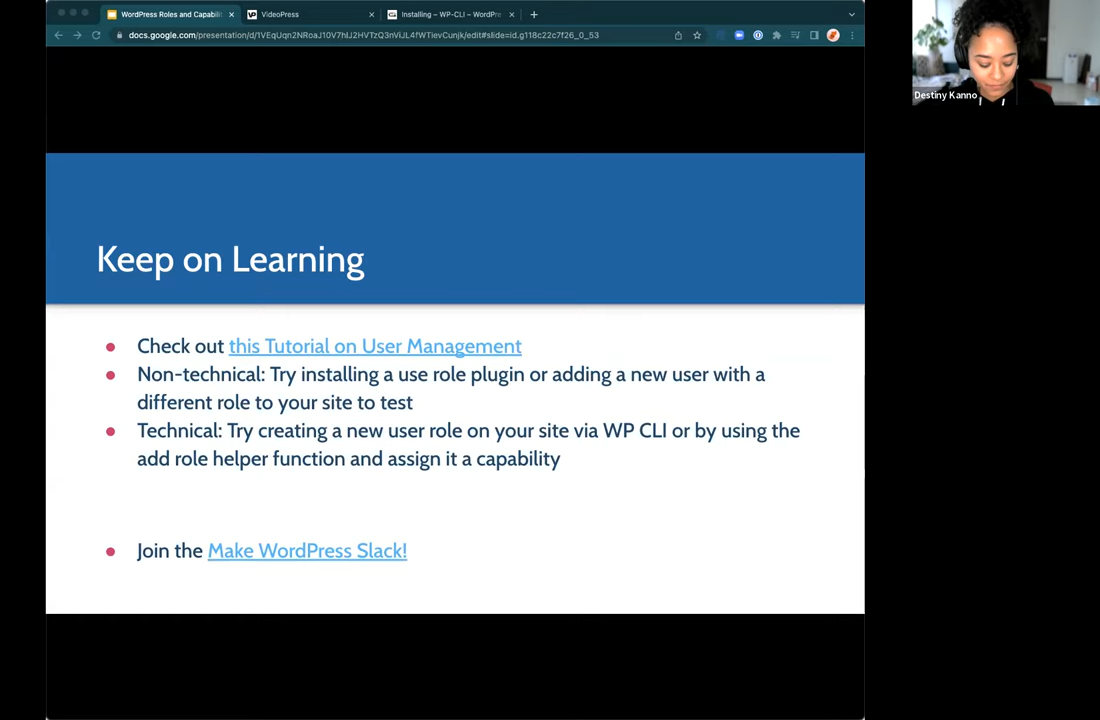 WordPress Roles and Capabili
VideoPress
Installing – WP-CLI – WordPre
docs.google.com/presentation/d/1VEqUqn2NRoaJ10V7hIJ2HVTzQ3nViJL4fWTievCunjk/edit#slide=id.g118c22c7f26_0_53
Destiny Kanno
Keep on Learning
● Check out this Tutorial on User Management
● Non-technical: Try installing a use role plugin or adding a new user with a
different role to your site to test
● Technical: Try creating a new user role on your site via WP CLI or by using the
add role helper function and assign it a capability
● Join the Make WordPress Slack!